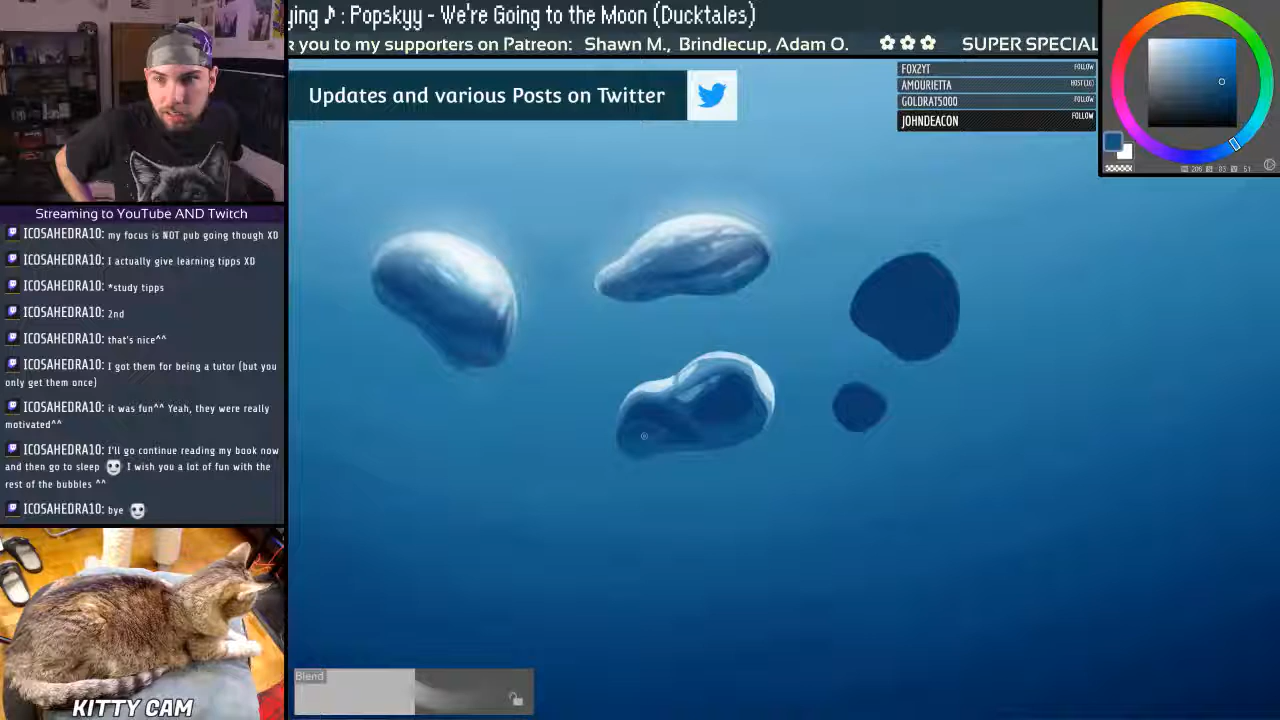 ying ♪ : Popskyy - We're Going to the Moon (Ducktales)
k you to my supporters on Patreon: Shawn M., Brindlecup, Adam O. ✿ ✿ ✿ SUPER SPECIAL
Updates and various Posts on Twitter
FOXZYT FOLLOW
AMOURIETTA
GOLDRAT5000 FOLLOW
JOHNDEACON FOLLOW
Streaming to YouTube AND Twitch
ICOSAHEDRA10: my focus is NOT pub going though XD
ICOSAHEDRA10: I actually give learning tipps XD
ICOSAHEDRA10: *study tipps
ICOSAHEDRA10: 2nd
ICOSAHEDRA10: that's nice^^
ICOSAHEDRA10: I got them for being a tutor (but you
only get them once)
ICOSAHEDRA10: it was fun^^ Yeah, they were really
motivated^^
ICOSAHEDRA10: I'll go continue reading my book now
and then go to sleep I wish you a lot of fun with the
rest of the bubbles ^^
ICOSAHEDRA10: bye
KITTY CAM
Blend